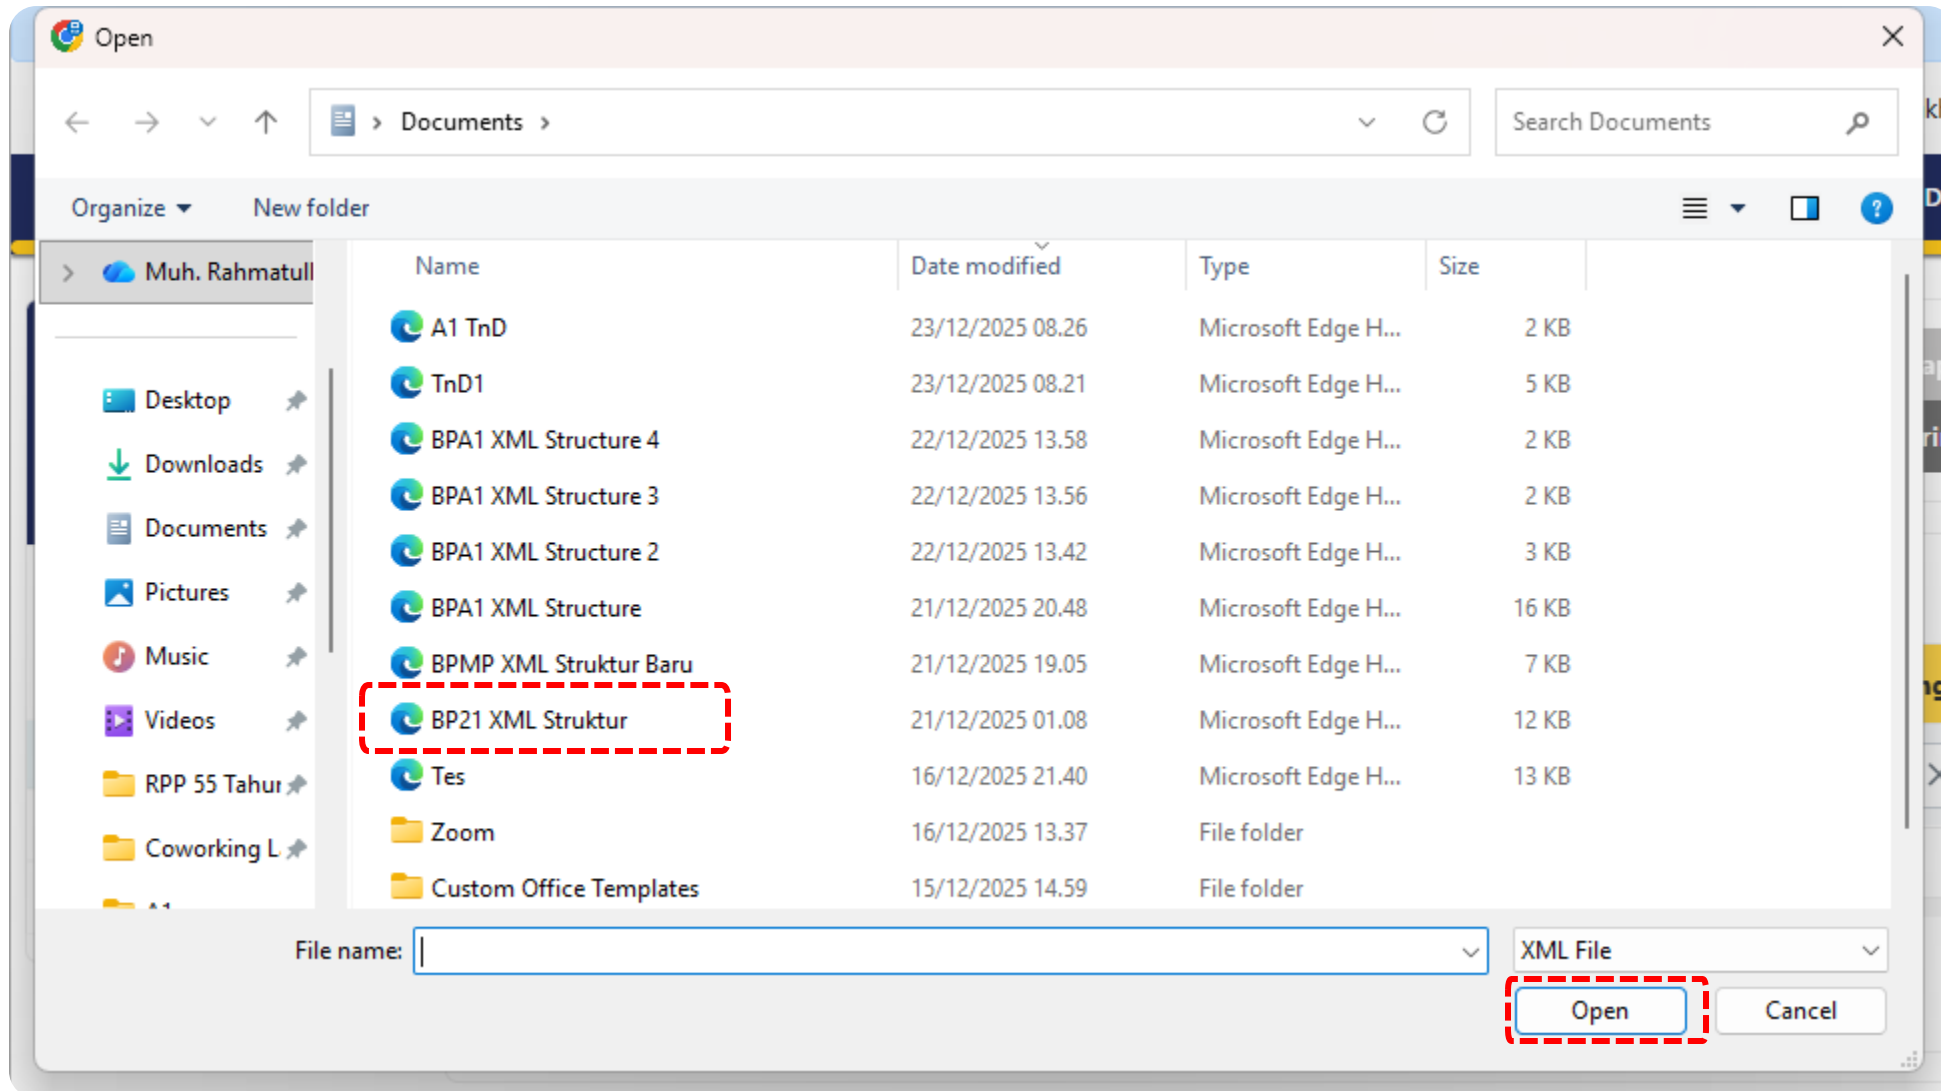 Open
Documents
Search Documents
Organize
New folder
Muh. Rahmatull
Name
Date modified
Type
Size
A1 TnD 23/12/2025 08.26 Microsoft Edge H... 2 KB
TnD1 23/12/2025 08.21 Microsoft Edge H... 5 KB
BPA1 XML Structure 4 22/12/2025 13.58 Microsoft Edge H... 2 KB
BPA1 XML Structure 3 22/12/2025 13.56 Microsoft Edge H... 2 KB
BPA1 XML Structure 2 22/12/2025 13.42 Microsoft Edge H... 3 KB
BPA1 XML Structure 21/12/2025 20.48 Microsoft Edge H... 16 KB
BPMP XML Struktur Baru 21/12/2025 19.05 Microsoft Edge H... 7 KB
BP21 XML Struktur 21/12/2025 01.08 Microsoft Edge H... 12 KB
Tes 16/12/2025 21.40 Microsoft Edge H... 13 KB
Zoom 16/12/2025 13.37 File folder
Custom Office Templates 15/12/2025 14.59 File folder
Desktop
Downloads
Documents
Pictures
Music
Videos
RPP 55 Tahur
Coworking L
File name:
XML File
Open
Cancel